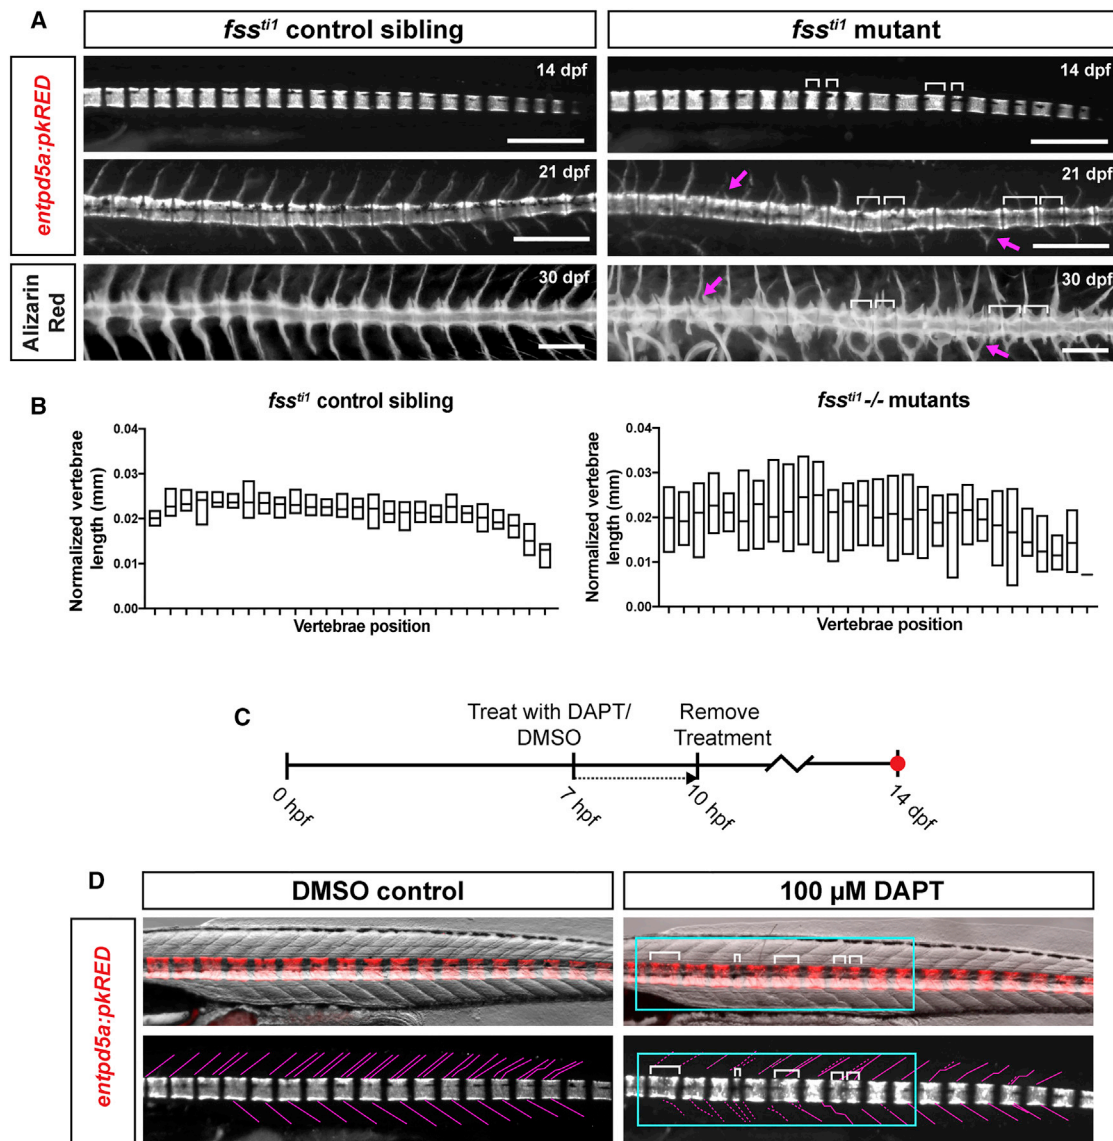 A
fss^ti1 control sibling
fss^ti1 mutant
entpd5a:pkRED
14 dpf
14 dpf
21 dpf
21 dpf
Alizarin
Red
30 dpf
30 dpf
B
fss^ti1 control sibling
fss^ti1-/- mutants
Normalized vertebrae
length (mm)
0.04
0.03
0.02
0.01
0.00
Vertebrae position
Normalized vertebrae
length (mm)
0.04
0.03
0.02
0.01
0.00
Vertebrae position
C
Treat with DAPT/
DMSO
Remove
Treatment
0 hpf
7 hpf
10 hpf
14 dpf
D
DMSO control
100 µM DAPT
entpd5a:pkRED